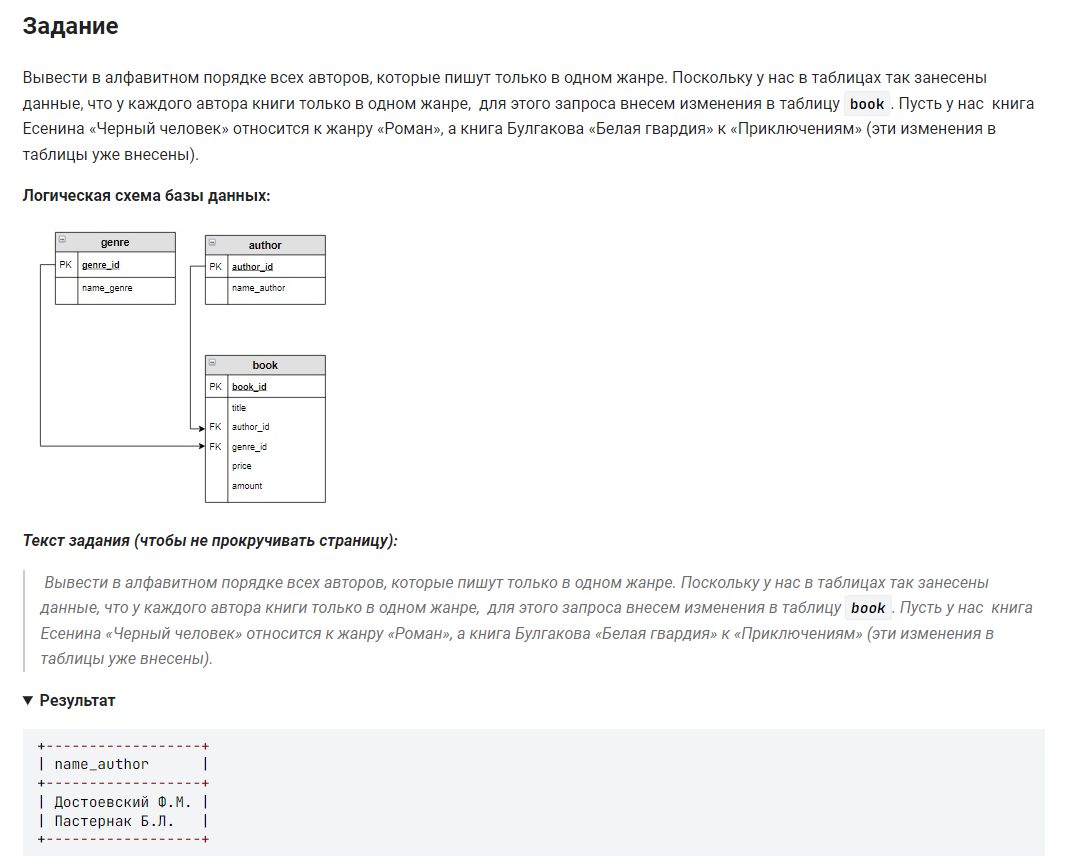 Задание
Вывести в алфавитном порядке всех авторов, которые пишут только в одном жанре. Поскольку у нас в таблицах так занесены
данные, что у каждого автора книги только в одном жанре,  для этого запроса внесем изменения в таблицу book . Пусть у нас  книга
Есенина «Черный человек» относится к жанру «Роман», а книга Булгакова «Белая гвардия» к «Приключениям» (эти изменения в
таблицы уже внесены).
Логическая схема базы данных:
genre
PK genre_id
name_genre
author
PK author_id
name_author
book
PK book_id
title
FK author_id
FK genre_id
price
amount
Текст задания (чтобы не прокручивать страницу):
Вывести в алфавитном порядке всех авторов, которые пишут только в одном жанре. Поскольку у нас в таблицах так занесены
данные, что у каждого автора книги только в одном жанре,  для этого запроса внесем изменения в таблицу book . Пусть у нас  книга
Есенина «Черный человек» относится к жанру «Роман», а книга Булгакова «Белая гвардия» к «Приключениям» (эти изменения в
таблицы уже внесены).
▼ Результат
+------------------+
| name_author      |
+------------------+
| Достоевский Ф.М. |
| Пастернак Б.Л.   |
+------------------+